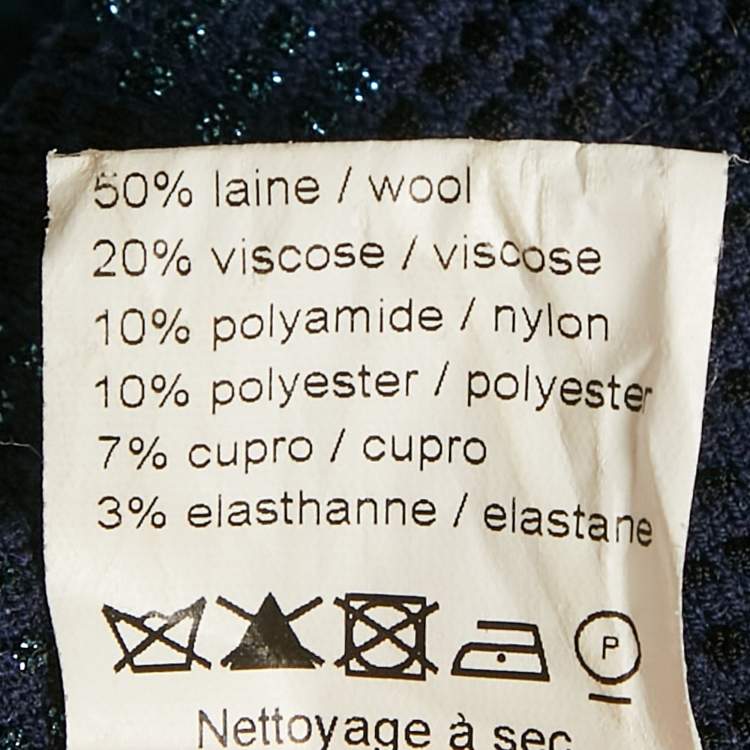 50% laine / wool
20% viscose / viscose
10% polyamide / nylon
10% polyester / polyester
7% cupro / cupro
3% elasthanne / elastane
P
Nettoyage à sec